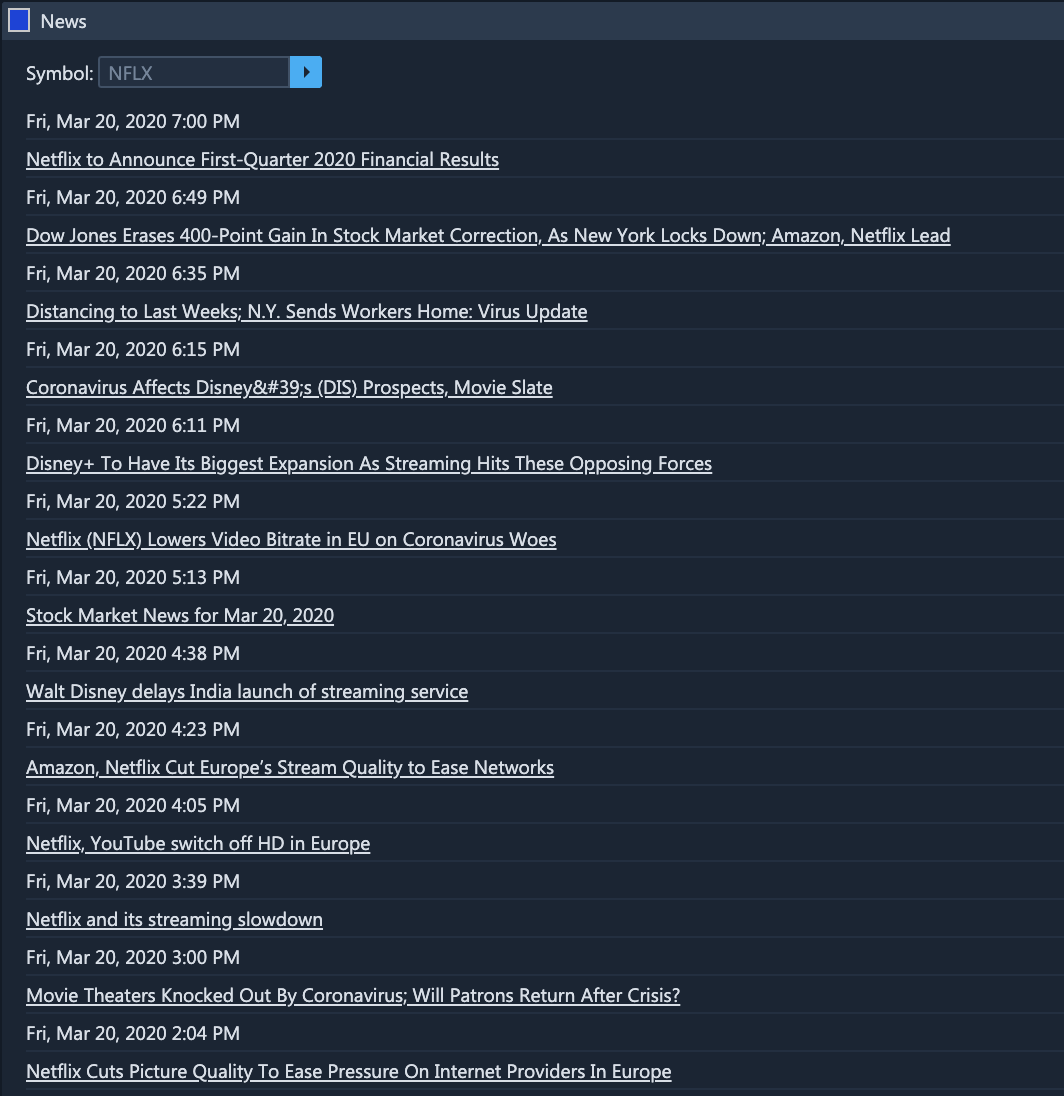 News
Symbol: NFLX
Fri, Mar 20, 2020 7:00 PM
Netflix to Announce First-Quarter 2020 Financial Results
Fri, Mar 20, 2020 6:49 PM
Dow Jones Erases 400-Point Gain In Stock Market Correction, As New York Locks Down; Amazon, Netflix Lead
Fri, Mar 20, 2020 6:35 PM
Distancing to Last Weeks; N.Y. Sends Workers Home: Virus Update
Fri, Mar 20, 2020 6:15 PM
Coronavirus Affects Disney&#39;s (DIS) Prospects, Movie Slate
Fri, Mar 20, 2020 6:11 PM
Disney+ To Have Its Biggest Expansion As Streaming Hits These Opposing Forces
Fri, Mar 20, 2020 5:22 PM
Netflix (NFLX) Lowers Video Bitrate in EU on Coronavirus Woes
Fri, Mar 20, 2020 5:13 PM
Stock Market News for Mar 20, 2020
Fri, Mar 20, 2020 4:38 PM
Walt Disney delays India launch of streaming service
Fri, Mar 20, 2020 4:23 PM
Amazon, Netflix Cut Europe’s Stream Quality to Ease Networks
Fri, Mar 20, 2020 4:05 PM
Netflix, YouTube switch off HD in Europe
Fri, Mar 20, 2020 3:39 PM
Netflix and its streaming slowdown
Fri, Mar 20, 2020 3:00 PM
Movie Theaters Knocked Out By Coronavirus; Will Patrons Return After Crisis?
Fri, Mar 20, 2020 2:04 PM
Netflix Cuts Picture Quality To Ease Pressure On Internet Providers In Europe